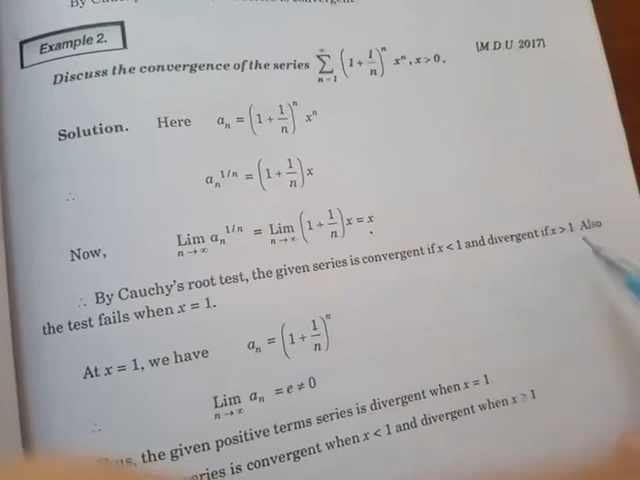 By Cauchy
Example 2.
Discuss the convergence of the series ∑_{n=1}^{∞} (1 + 1/n)^n x^n, x > 0. [M.D.U. 2017]
Solution. Here a_n = (1 + 1/n)^n x^n
∴ a_n^{1/n} = (1 + 1/n) x
Now, Lim_{n→∞} a_n^{1/n} = Lim_{n→∞} (1 + 1/n) x = x
∴ By Cauchy's root test, the given series is convergent if x < 1 and divergent if x > 1 Also
the test fails when x = 1.
At x = 1, we have a_n = (1 + 1/n)^n
∴ Lim_{n→∞} a_n = e ≠ 0
the given positive terms series is divergent when x = 1
is convergent when x < 1 and divergent when x ≥ 1